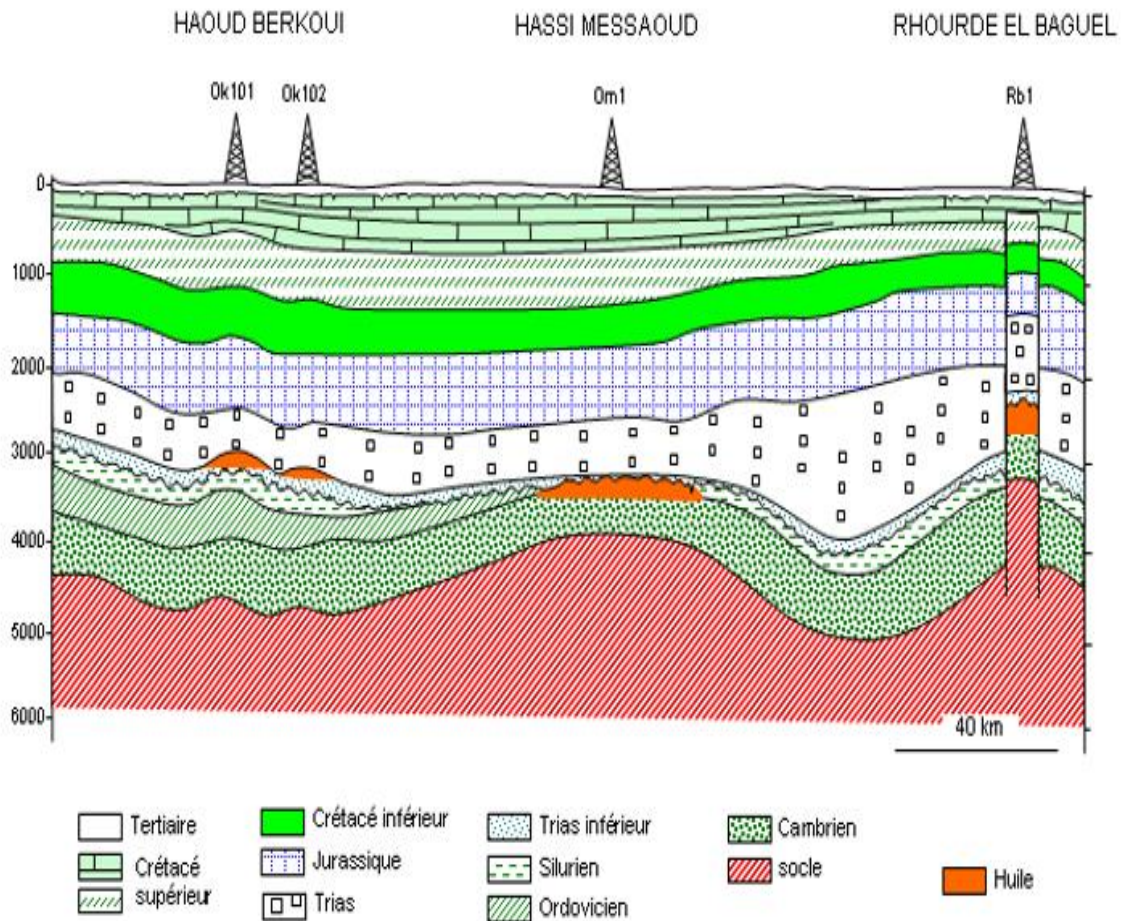 HAOUD BERKOUI
HASSI MESSAOUD
RHOURDE EL BAGUEL
Ok101
Ok102
Om1
Rb1
0
1000
2000
3000
4000
5000
6000
40 km
Tertiaire
Crétacé
supérieur
Crétacé inférieur
Jurassique
Trias
Trias inférieur
Silurien
Ordovicien
Cambrien
socle
Huile